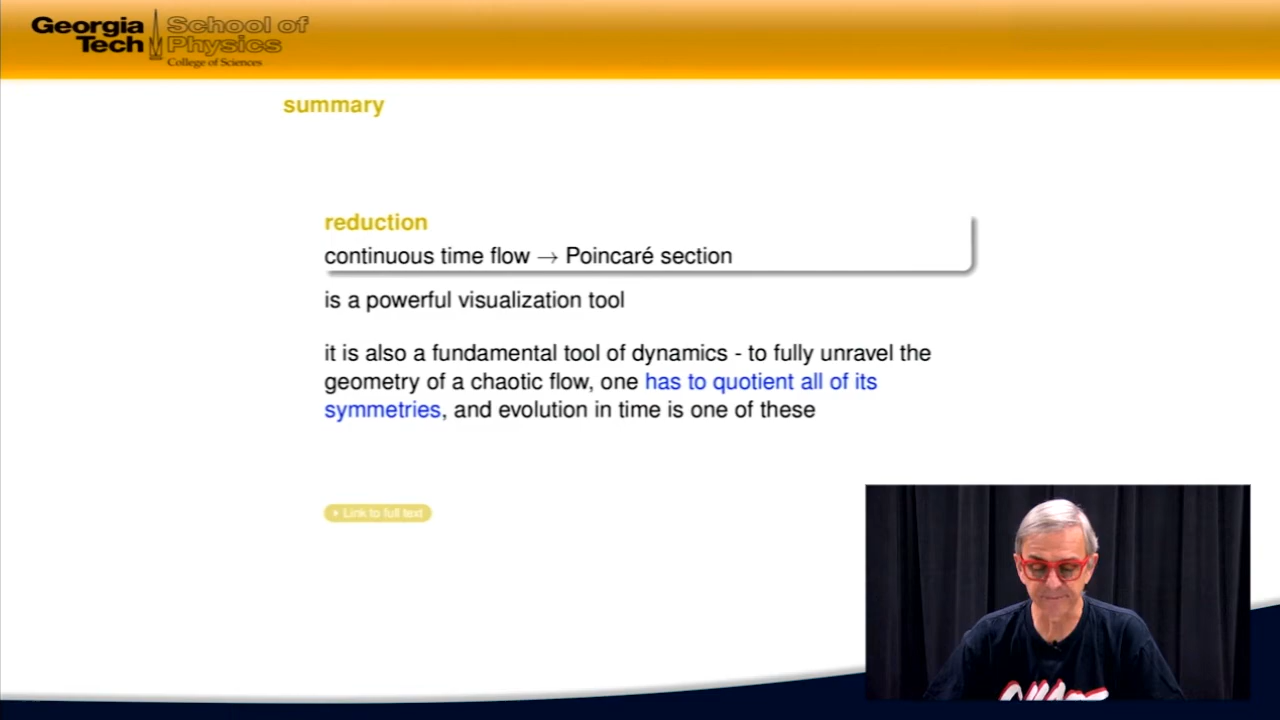 Georgia Tech
School of Physics
College of Sciences
summary
reduction
continuous time flow → Poincaré section
is a powerful visualization tool
it is also a fundamental tool of dynamics - to fully unravel the
geometry of a chaotic flow, one has to quotient all of its
symmetries, and evolution in time is one of these
Link to full text